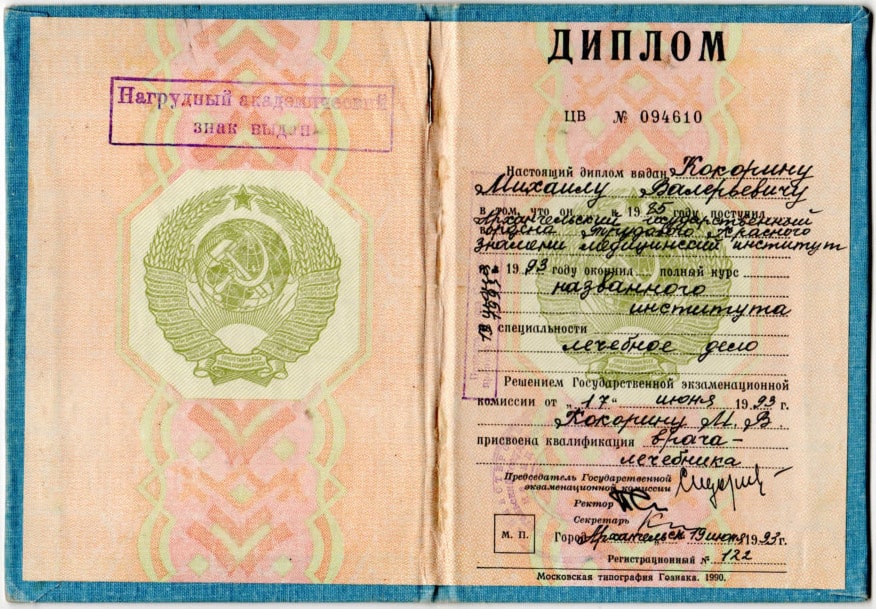 Нагрудный академический
знак выдан
ДИПЛОМ
ЦВ № 094610
Настоящий диплом выдан Кокорину
Михаилу Валерьевичу
в том, что он в 1985 году поступил
в Архангельский государственный
ордена Трудового Красного
знамени медицинский институт
и в 1993 году окончил полный курс
названного
института
по специальности
лечебное дело
Решением Государственной экзаменационной
комиссии от „17“ июня 1993 г.
Кокорину М. В.
присвоена квалификация врача-
лечебника
Председатель Государственной
экзаменационной комиссии
Ректор
Секретарь
М. П.
Город Архангельск 19 июня 1993 г.
Регистрационный № 122
Московская типография Гознака. 1990.